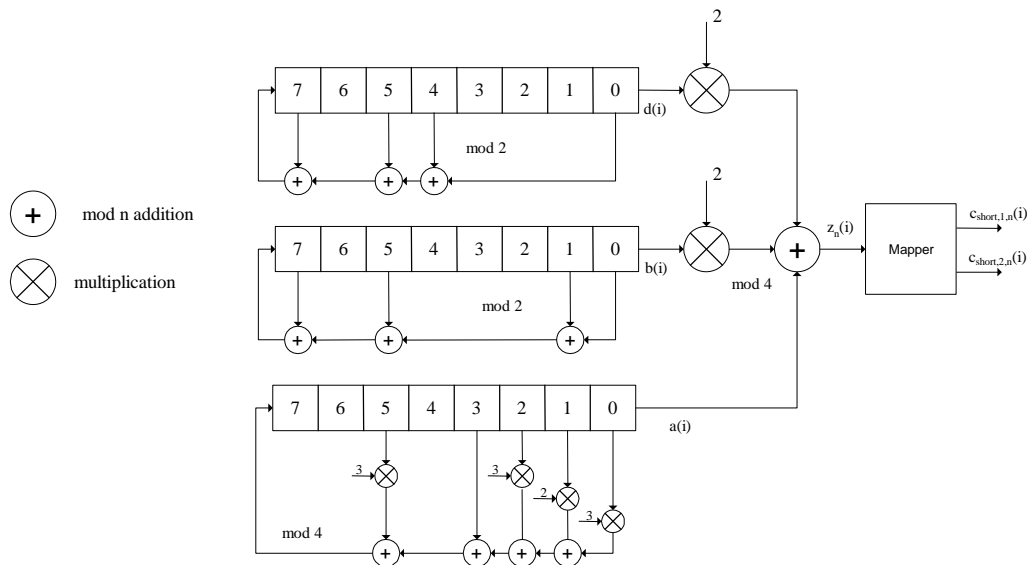 2
7 6 5 4 3 2 1 0
d(i)
mod 2
+ + +
2
+ mod n addition
multiplication
7 6 5 4 3 2 1 0
b(i)
+
mod 4
z_n(i)
Mapper
c_short,1,n(i)
c_short,2,n(i)
mod 2
+ + +
7 6 5 4 3 2 1 0
a(i)
3
3
2
3
mod 4
+ + + +